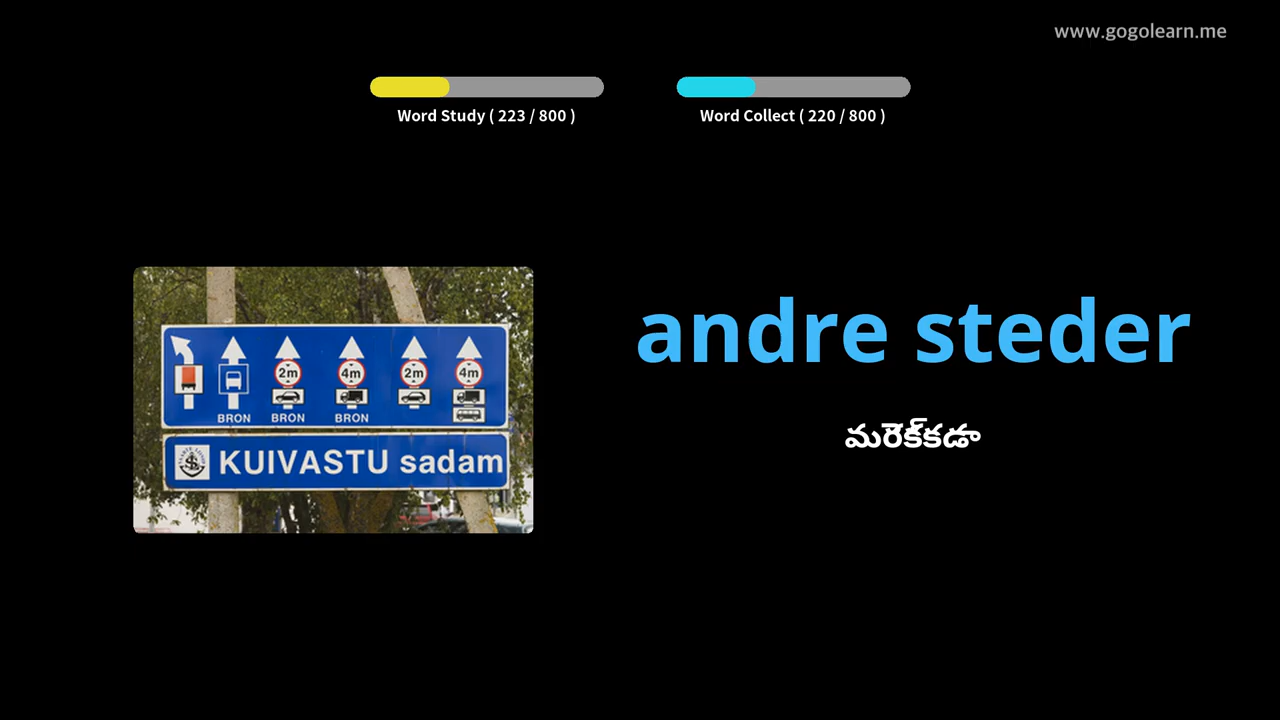 www.gogolearn.me
Word Study ( 223 / 800 )
Word Collect ( 220 / 800 )
andre steder
మరెక్కడా
2m
4m
2m
4m
BRON
BRON
BRON
KUIVASTU sadam